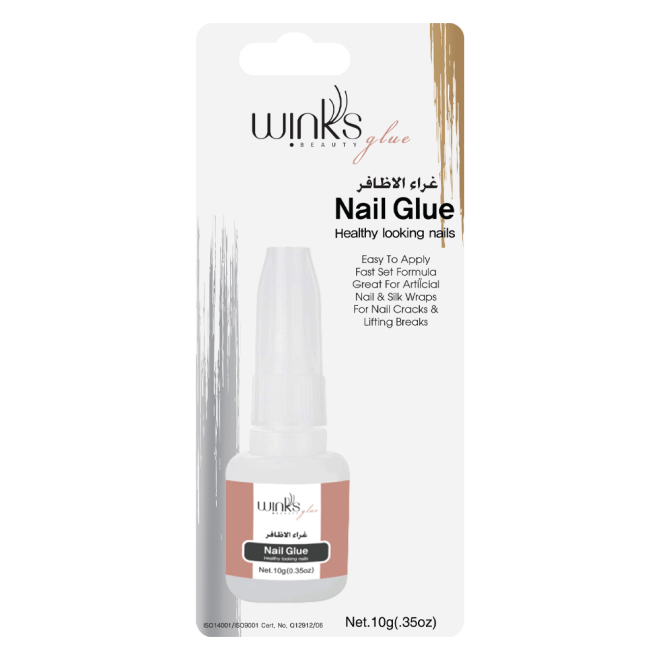 winks
BEAUTY
glue
غراء الاظافر
Nail Glue
Healthy looking nails
Easy To Apply
Fast Set Formula
Great For Artificial
Nail & Silk Wraps
For Nail Cracks &
Lifting Breaks
winks
BEAUTY
glue
غراء الاظافر
Nail Glue
Healthy looking nails
Net.10g(0.35oz)
ISO14001/ISO9001 Cert. No. Q12912/06
Net.10g(.35oz)